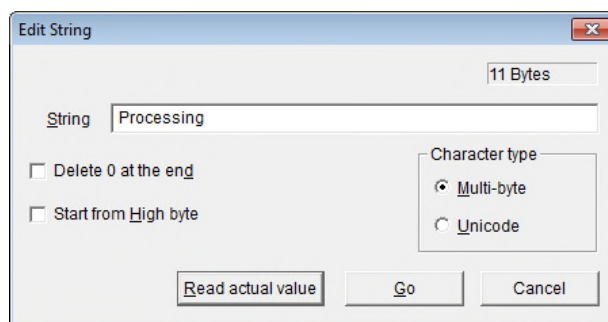 Edit String
11 Bytes
String Processing
Delete 0 at the end
Start from High byte
Character type
Multi-byte
Unicode
Read actual value Go Cancel